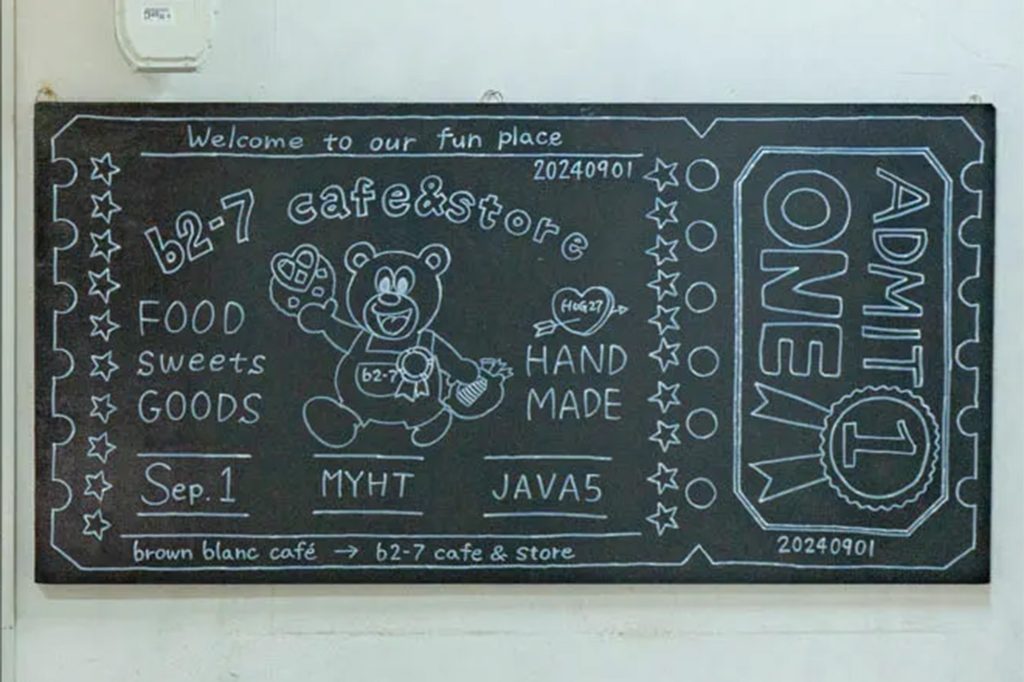 Welcome to our fun place
20240901
b2-7 cafe&store
FOOD
sweets
GOODS
b2-7
HUG27
HAND
MADE
Sep. 1
MYHT
JAVA5
brown blanc café → b2-7 cafe & store
ADMIT
ONE
1
20240901